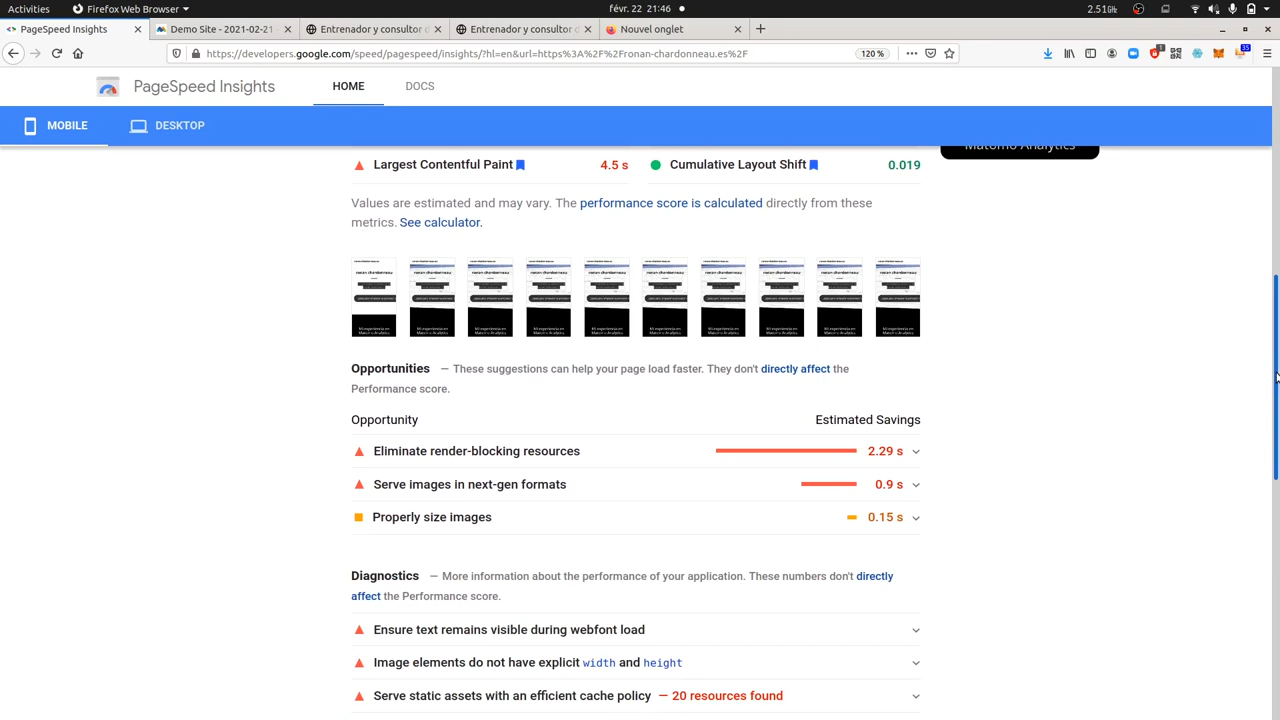 Activities
Firefox Web Browser
févr. 22 21:46
2.51 GHz
PageSpeed Insights
Demo Site - 2021-02-21 -
Entrenador y consultor d
Entrenador y consultor d
Nouvel onglet
https://developers.google.com/speed/pagespeed/insights/?hl=en&url=https%3A%2F%2Fronan-chardonneau.es%2F
120 %
1
35
PageSpeed Insights
HOME
DOCS
MOBILE
DESKTOP
Matomo Analytics
Largest Contentful Paint
4.5 s
Cumulative Layout Shift
0.019
Values are estimated and may vary. The performance score is calculated directly from these
metrics. See calculator.
Opportunities — These suggestions can help your page load faster. They don't directly affect the
Performance score.
Opportunity
Estimated Savings
Eliminate render-blocking resources
2.29 s
Serve images in next-gen formats
0.9 s
Properly size images
0.15 s
Diagnostics — More information about the performance of your application. These numbers don't directly
affect the Performance score.
Ensure text remains visible during webfont load
Image elements do not have explicit width and height
Serve static assets with an efficient cache policy — 20 resources found